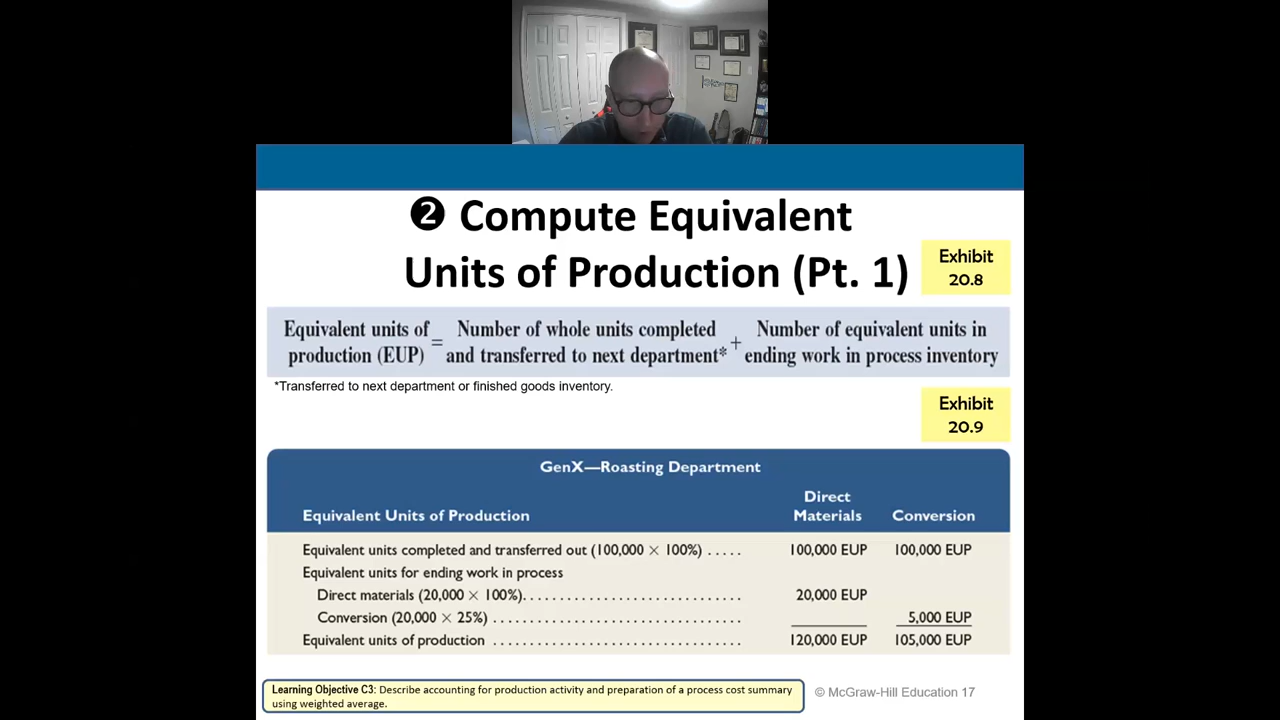 ❷ Compute Equivalent
Units of Production (Pt. 1)
Exhibit
20.8
Equivalent units of production (EUP) = Number of whole units completed and transferred to next department* + Number of equivalent units in ending work in process inventory
*Transferred to next department or finished goods inventory.
Exhibit
20.9
GenX—Roasting Department
Equivalent Units of Production Direct Materials Conversion
Equivalent units completed and transferred out (100,000 × 100%) ..... 100,000 EUP 100,000 EUP
Equivalent units for ending work in process
Direct materials (20,000 × 100%)............................ 20,000 EUP
Conversion (20,000 × 25%) ................................. 5,000 EUP
Equivalent units of production ................................. 120,000 EUP 105,000 EUP
Learning Objective C3: Describe accounting for production activity and preparation of a process cost summary
using weighted average.
© McGraw-Hill Education 17